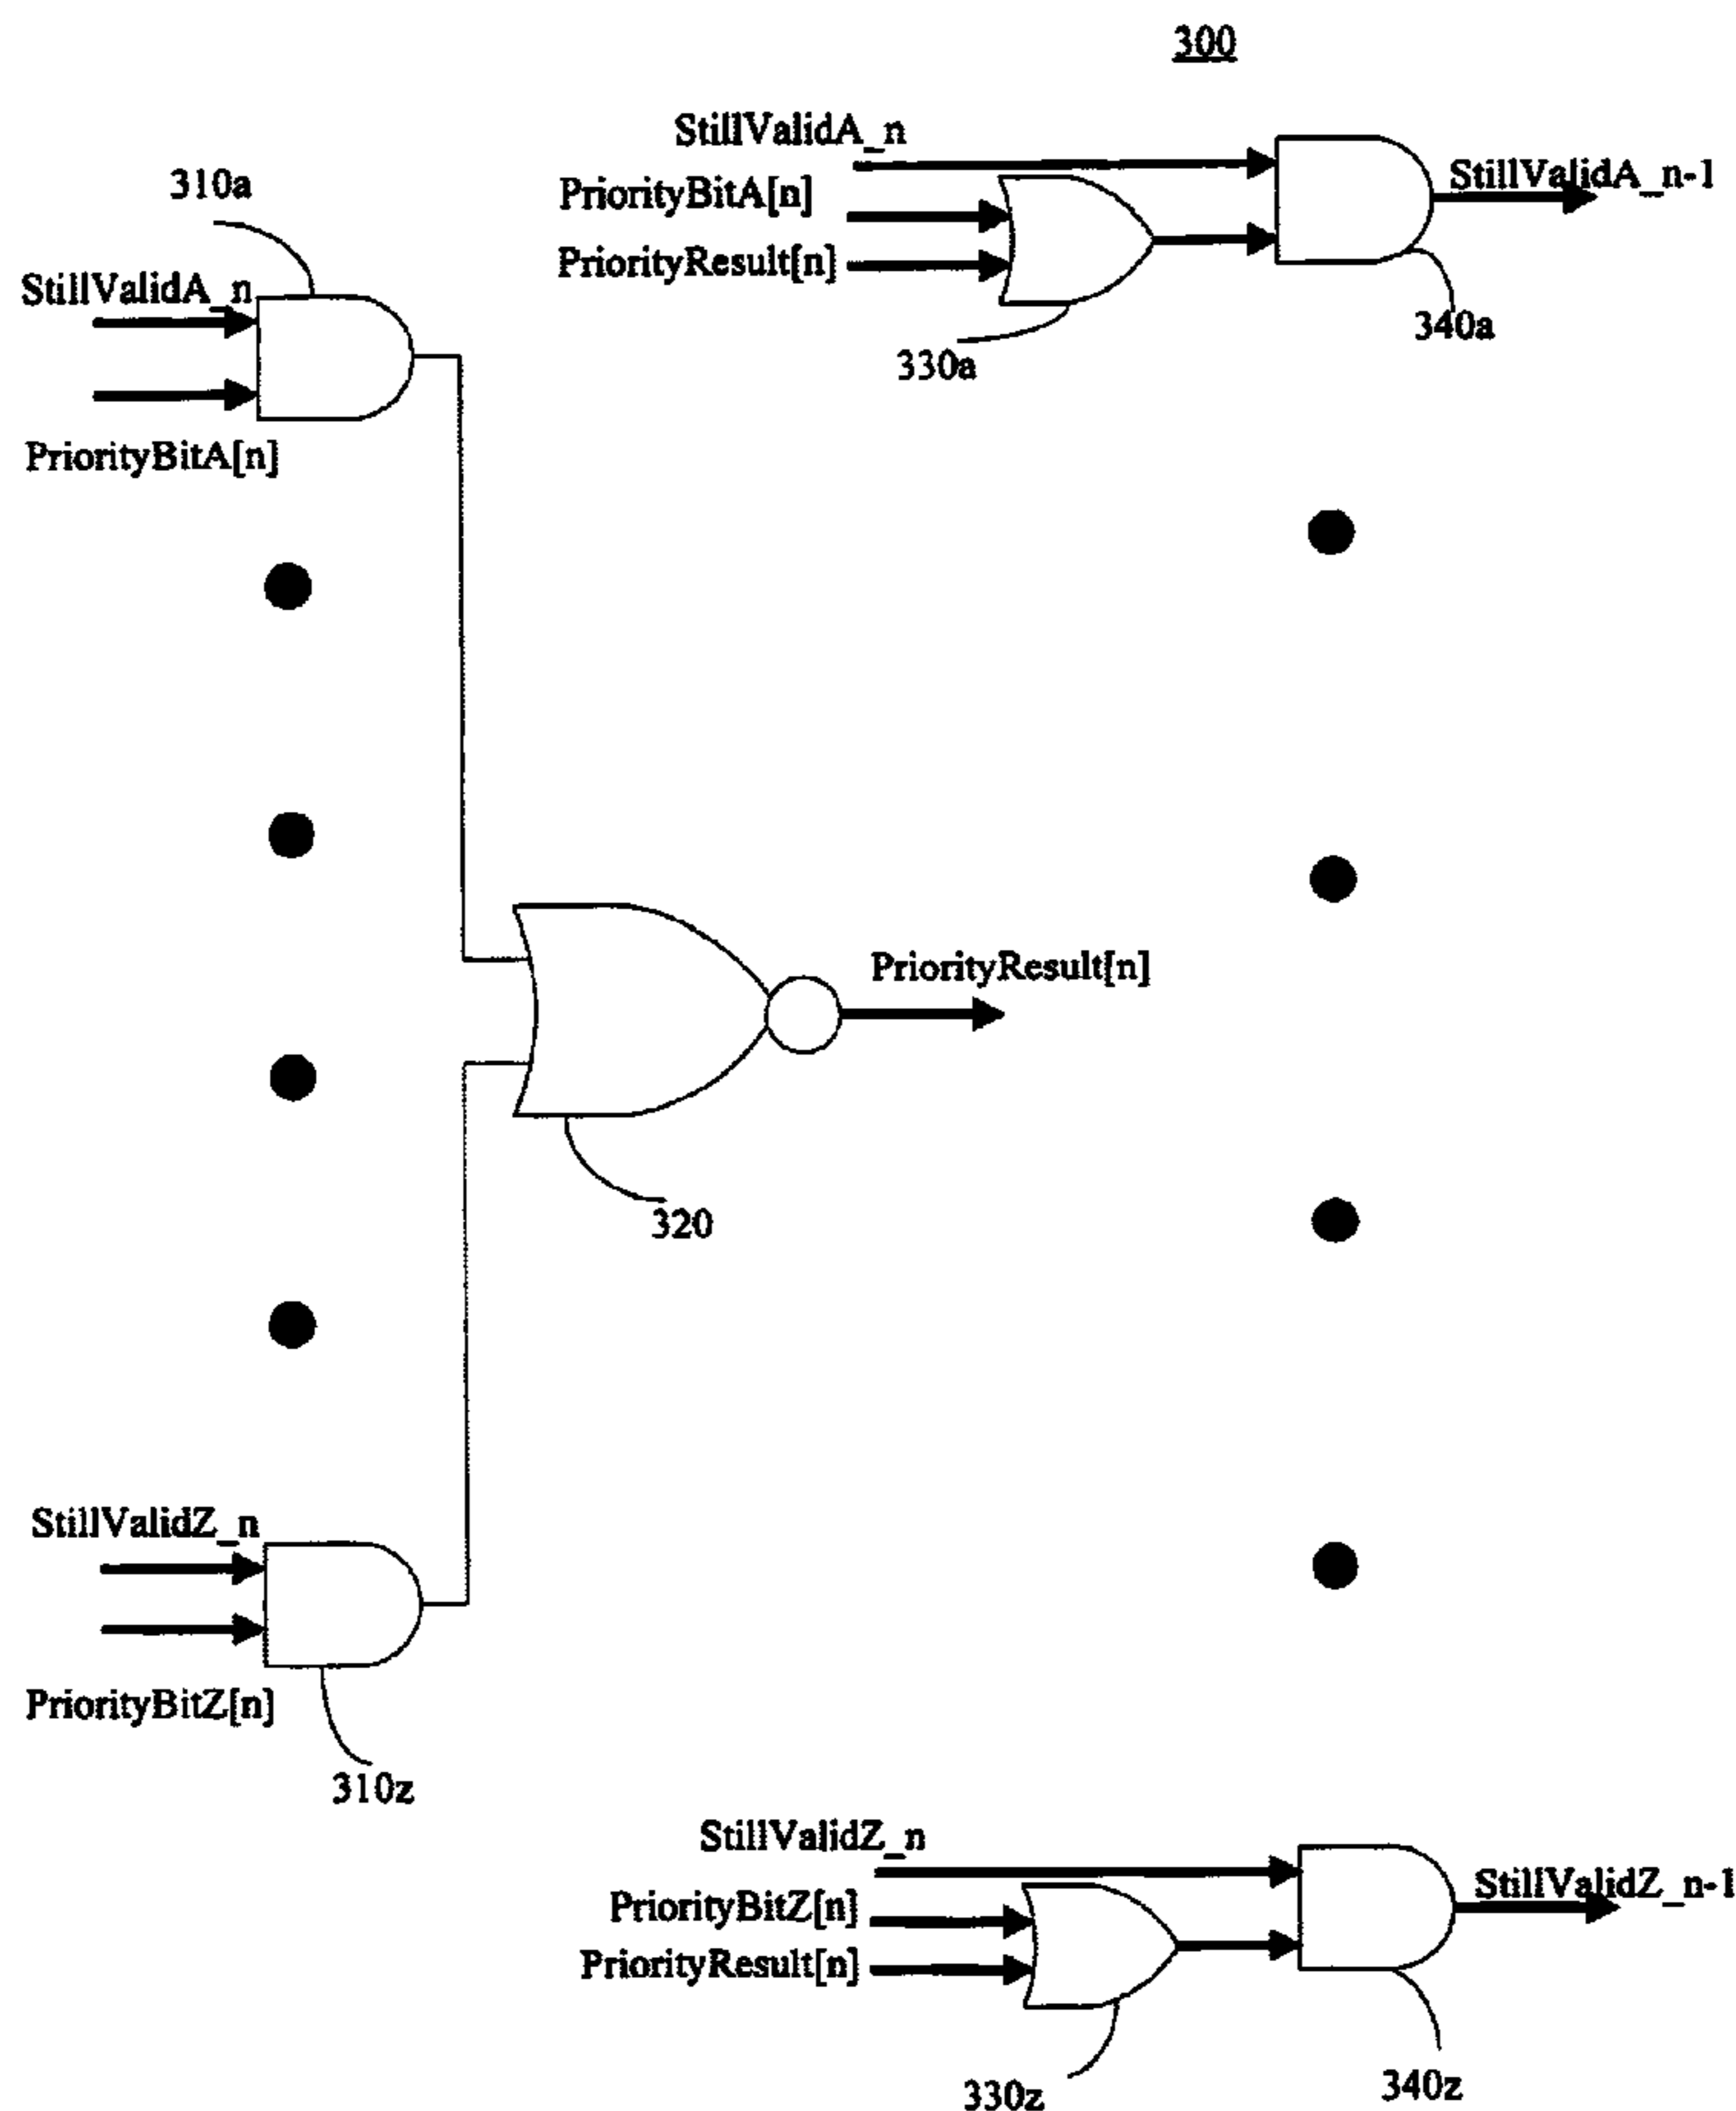 300
StillValidA_n
310a
PriorityBitA[n]
StillValidA_n-1
PriorityResult[n]
StillValidA_n
340a
330a
PriorityBitA[n]
PriorityResult[n]
320
StillValidZ_n
PriorityBitZ[n]
310z
StillValidZ_n
StillValidZ_n-1
PriorityBitZ[n]
PriorityResult[n]
340z
330z